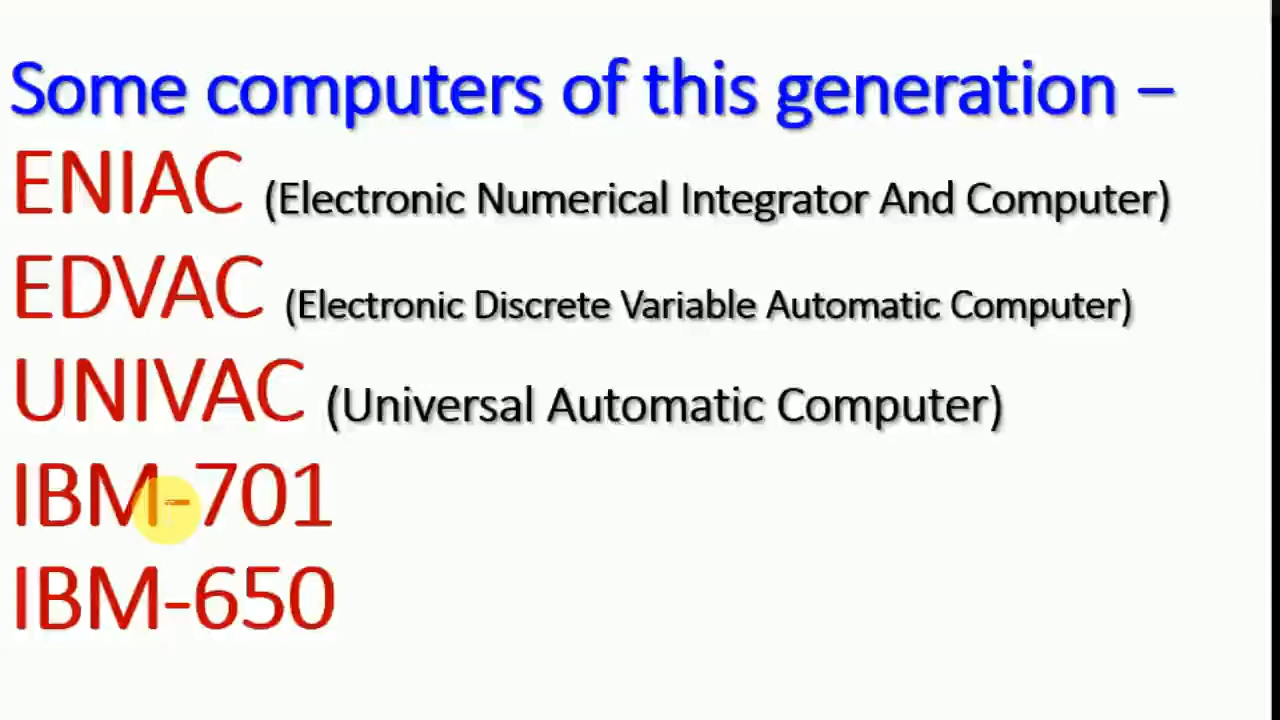 Some computers of this generation –
ENIAC (Electronic Numerical Integrator And Computer)
EDVAC (Electronic Discrete Variable Automatic Computer)
UNIVAC (Universal Automatic Computer)
IBM-701
IBM-650